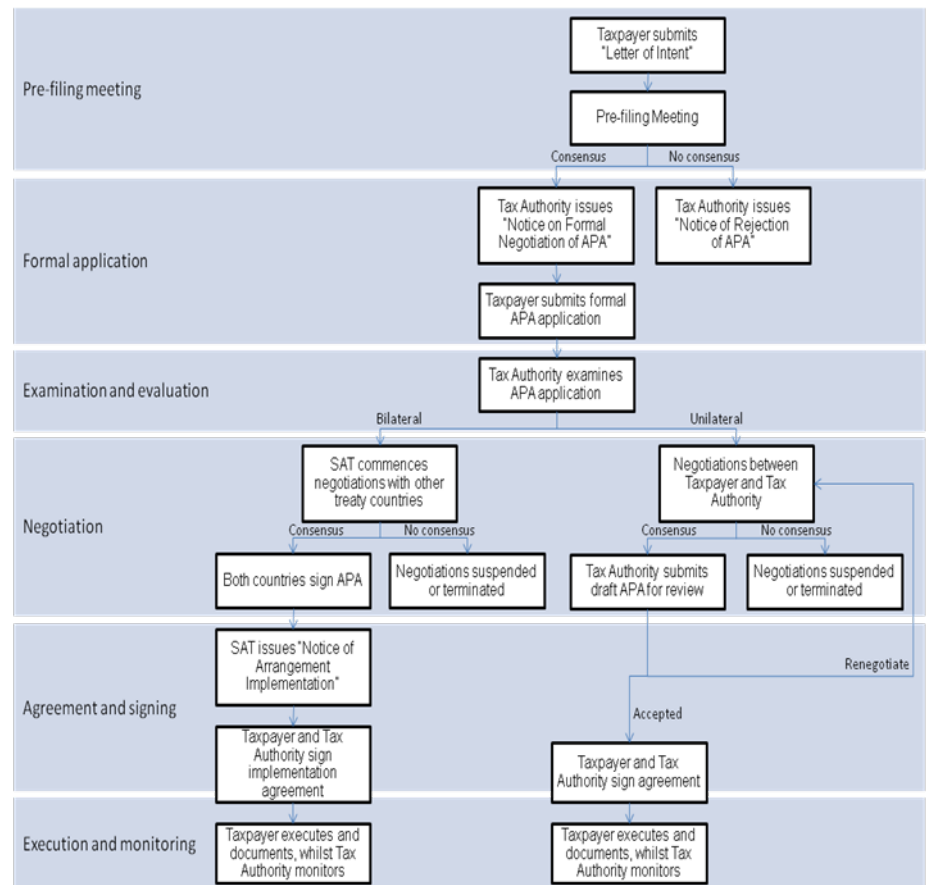 Taxpayer submits
"Letter of Intent"
Pre-filing meeting
Pre-filing Meeting
Consensus
No consensus
Tax Authority issues
"Notice on Formal
Negotiation of APA"
Tax Authority issues
"Notice of Rejection
of APA"
Formal application
Taxpayer submits formal
APA application
Examination and evaluation
Tax Authority examines
APA application
Bilateral
Unilateral
SAT commences
negotiations with other
treaty countries
Negotiations between
Taxpayer and Tax
Authority
Negotiation
Consensus
No consensus
Consensus
No consensus
Both countries sign APA
Negotiations suspended
or terminated
Tax Authority submits
draft APA for review
Negotiations suspended
or terminated
SAT issues "Notice of
Arrangement
Implementation"
Renegotiate
Agreement and signing
Accepted
Taxpayer and Tax
Authority sign
implementation
agreement
Taxpayer and Tax
Authority sign agreement
Execution and monitoring
Taxpayer executes and
documents, whilst Tax
Authority monitors
Taxpayer executes and
documents, whilst Tax
Authority monitors